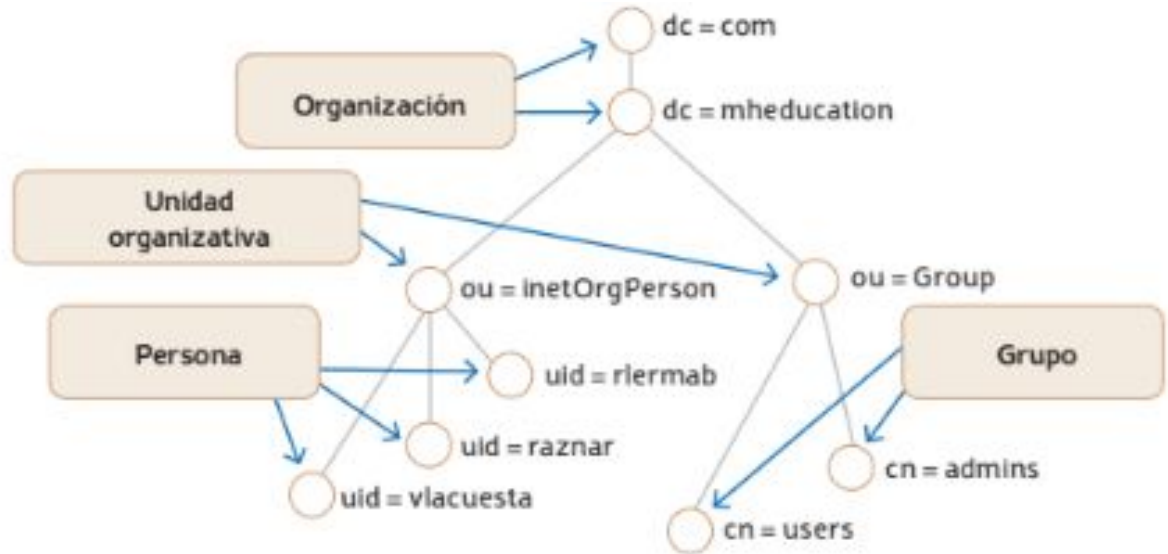 dc = com
Organización
dc = mheducation
Unidad
organizativa
ou = inetOrgPerson
ou = Group
Persona
Grupo
uid = rlermab
uid = raznar
cn = admins
uid = vlacuesta
cn = users